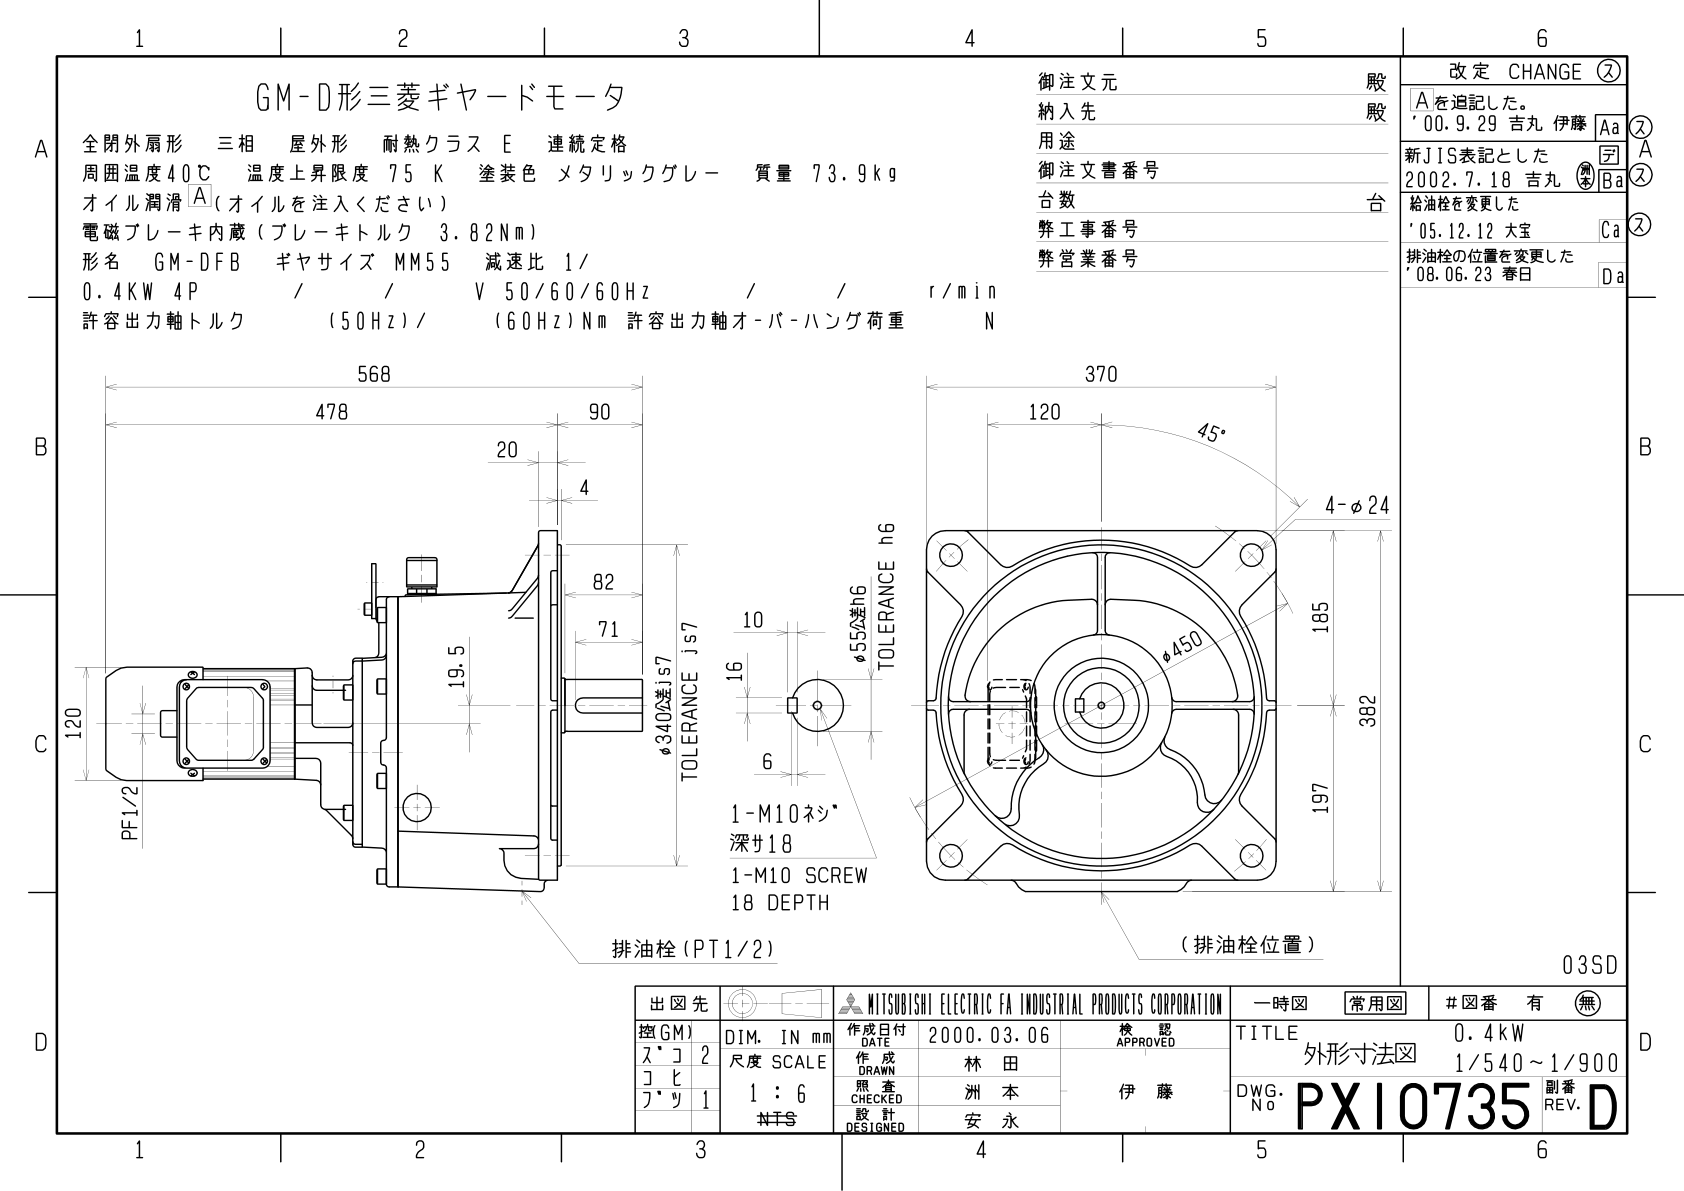 1 2 3 4 5 6
GM-D形三菱ギヤードモータ
全閉外扇形 三相 屋外形 耐熱クラス E 連続定格
周囲温度40℃ 温度上昇限度 75 K 塗装色 メタリックグレー 質量 73.9kg
オイル潤滑 A (オイルを注入ください)
電磁ブレーキ内蔵(ブレーキトルク 3.82Nm)
形名 GM-DFB ギヤサイズ MM55 減速比 1/
0.4KW 4P / / V 50/60/60Hz / / r/min
許容出力軸トルク (50Hz)/ (60Hz)Nm 許容出力軸オーバーハング荷重 N
御注文元 殿
納入先 殿
用途
御注文書番号
台数 台
弊工事番号
弊営業番号
改定 CHANGE ス
Aを追記した。
'00.9.29 吉丸 伊藤 Aa ス
新JIS表記とした デ
2002.7.18 吉丸 洲本 Ba ス
給油栓を変更した
'05.12.12 大宝 Ca ス
排油栓の位置を変更した
'08.06.23 春日 Da
A
A
B
B
C
C
D
D
568
478
90
20
4
82
71
19.5
120
PF1/2
φ340公差js7
TOLERANCE js7
排油栓(PT1/2)
10
16
6
φ55公差h6
TOLERANCE h6
1-M10ネジ
深サ18
1-M10 SCREW
18 DEPTH
370
120
45°
4-φ24
φ450
185
197
382
(排油栓位置)
03SD
出図先
控(GM)
スﾞコ 2
コピ
フﾞツ 1
DIM. IN mm
尺度 SCALE
1 : 6
NTS
MITSUBISHI ELECTRIC FA INDUSTRIAL PRODUCTS CORPORATION
作成日付
DATE
2000.03.06
検 認
APPROVED
作 成
DRAWN
林 田
照 査
CHECKED
洲 本
伊 藤
設 計
DESIGNED
安 永
一時図 常用図 #図番 有 無
TITLE
外形寸法図
0.4kW
1/540~1/900
DWG.
No
PX10735
副番
REV.
D
1 2 3 4 5 6